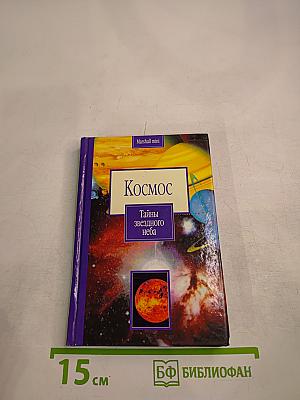 Marshall mini
Космос
Тайны
звездного
неба
15 см
БФ БИБЛИОФАН